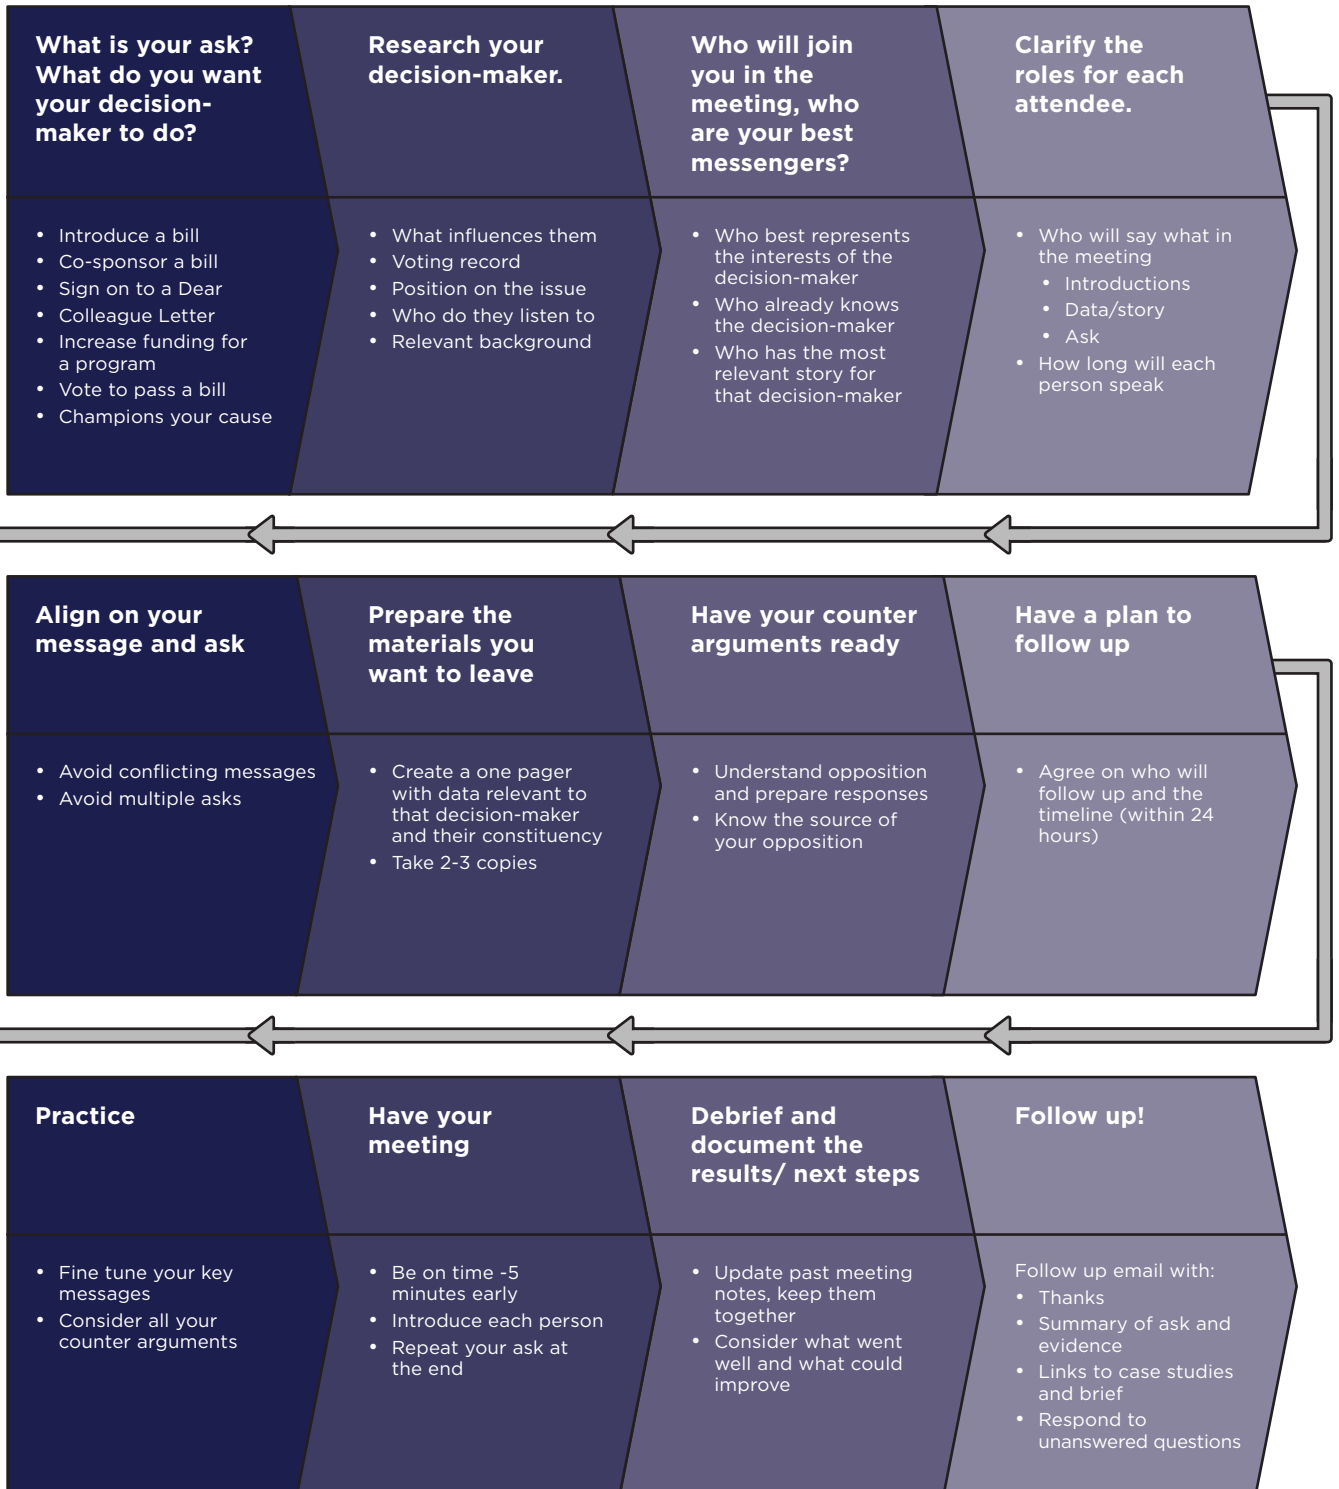 What is your ask?
What do you want
your decision-
maker to do?
• Introduce a bill
• Co-sponsor a bill
• Sign on to a Dear
• Colleague Letter
• Increase funding for
a program
• Vote to pass a bill
• Champions your cause
Research your
decision-maker.
• What influences them
• Voting record
• Position on the issue
• Who do they listen to
• Relevant background
Who will join
you in the
meeting, who
are your best
messengers?
• Who best represents
the interests of the
decision-maker
• Who already knows
the decision-maker
• Who has the most
relevant story for
that decision-maker
Clarify the
roles for each
attendee.
• Who will say what in
the meeting
• Introductions
• Data/story
• Ask
• How long will each
person speak
Align on your
message and ask
• Avoid conflicting messages
• Avoid multiple asks
Prepare the
materials you
want to leave
• Create a one pager
with data relevant to
that decision-maker
and their constituency
• Take 2-3 copies
Have your counter
arguments ready
• Understand opposition
and prepare responses
• Know the source of
your opposition
Have a plan to
follow up
• Agree on who will
follow up and the
timeline (within 24
hours)
Practice
• Fine tune your key
messages
• Consider all your
counter arguments
Have your
meeting
• Be on time -5
minutes early
• Introduce each person
• Repeat your ask at
the end
Debrief and
document the
results/ next steps
• Update past meeting
notes, keep them
together
• Consider what went
well and what could
improve
Follow up!
Follow up email with:
• Thanks
• Summary of ask and
evidence
• Links to case studies
and brief
• Respond to
unanswered questions